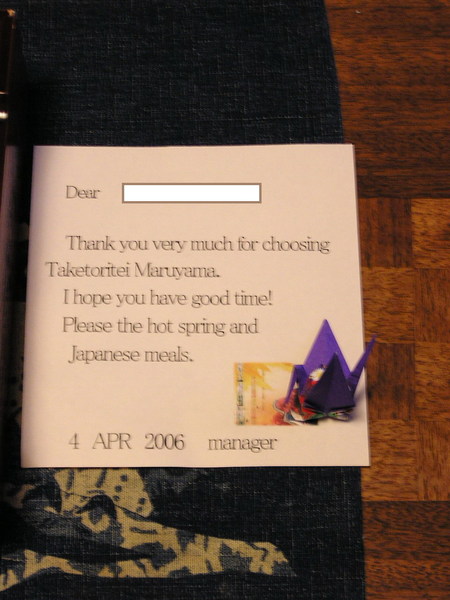 Dear
Thank you very much for choosing
Taketoritei Maruyama.
I hope you have good time!
Please the hot spring and
Japanese meals.
4 APR 2006 manager